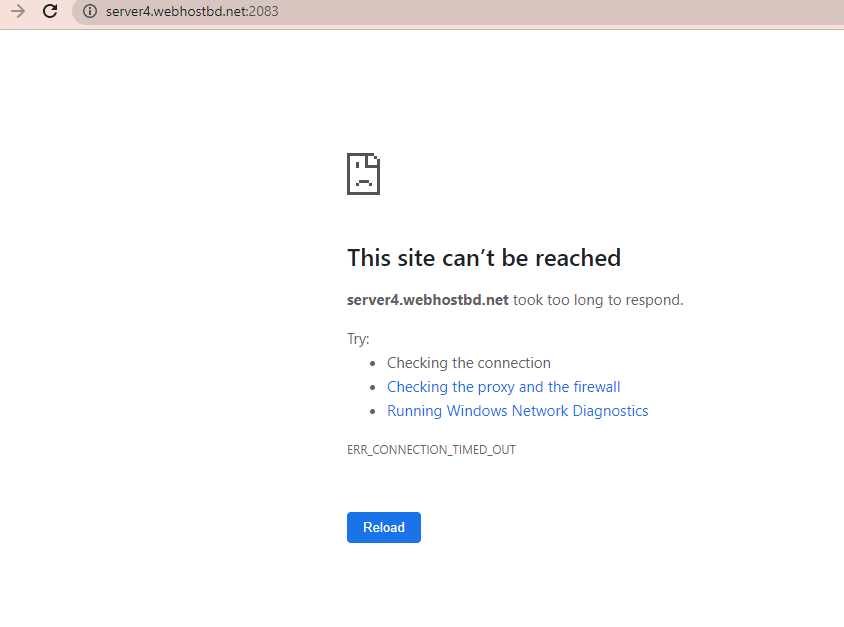 server4.webhostbd.net:2083
This site can’t be reached
server4.webhostbd.net took too long to respond.
Try:
Checking the connection
Checking the proxy and the firewall
Running Windows Network Diagnostics
ERR_CONNECTION_TIMED_OUT
Reload